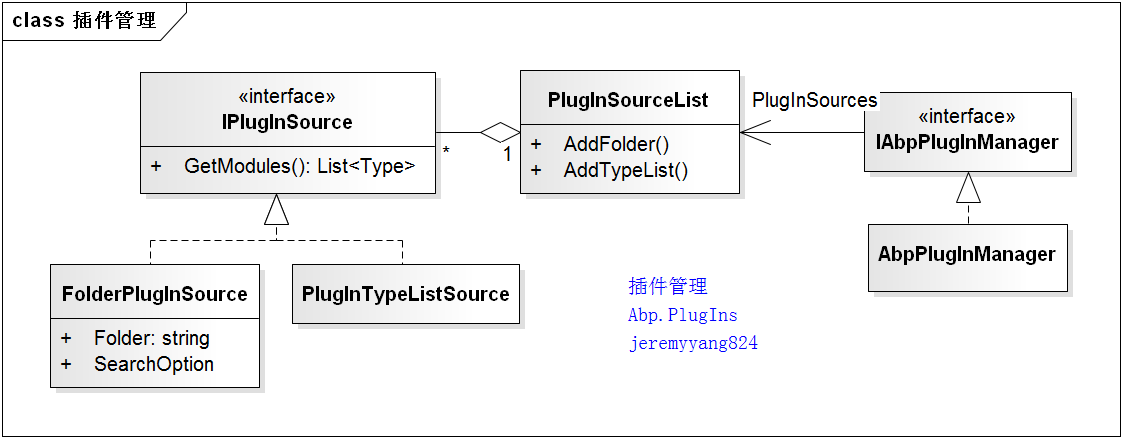 class 插件管理
«interface»
IPlugInSource
+ GetModules(): List<Type>
*
1
PlugInSourceList
+ AddFolder()
+ AddTypeList()
PlugInSources
«interface»
IAbpPlugInManager
AbpPlugInManager
FolderPlugInSource
+ Folder: string
+ SearchOption
PlugInTypeListSource
插件管理
Abp.PlugIns
jeremyyang824